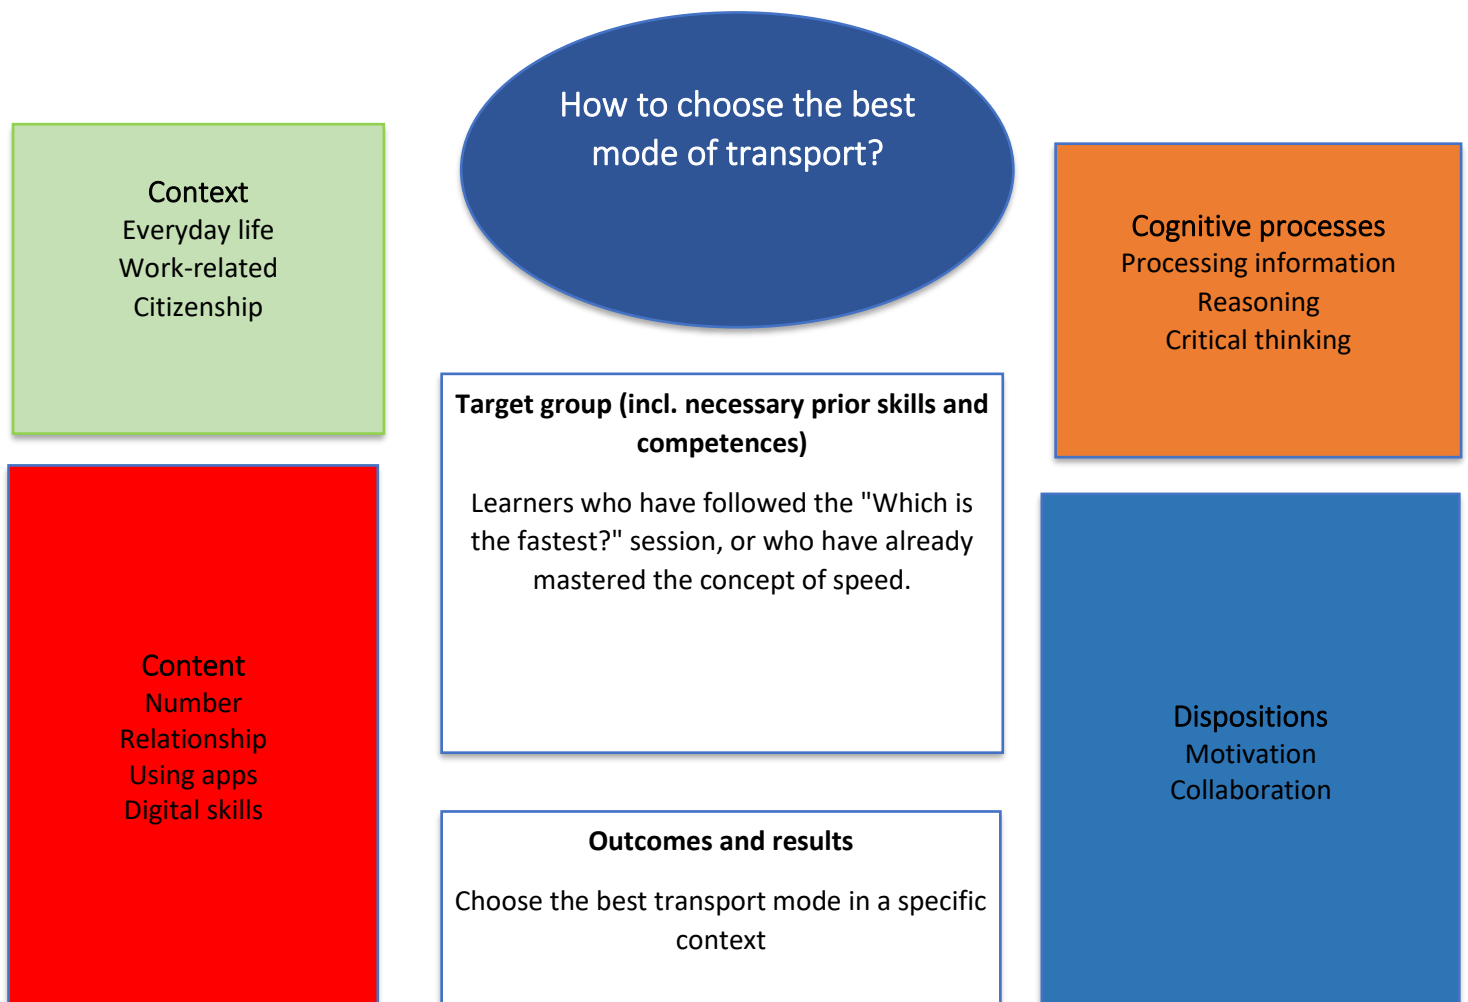 How to choose the best
mode of transport?
Context
Everyday life
Work-related
Citizenship
Cognitive processes
Processing information
Reasoning
Critical thinking
Target group (incl. necessary prior skills and
competences)
Learners who have followed the "Which is
the fastest?" session, or who have already
mastered the concept of speed.
Content
Number
Relationship
Using apps
Digital skills
Dispositions
Motivation
Collaboration
Outcomes and results
Choose the best transport mode in a specific
context